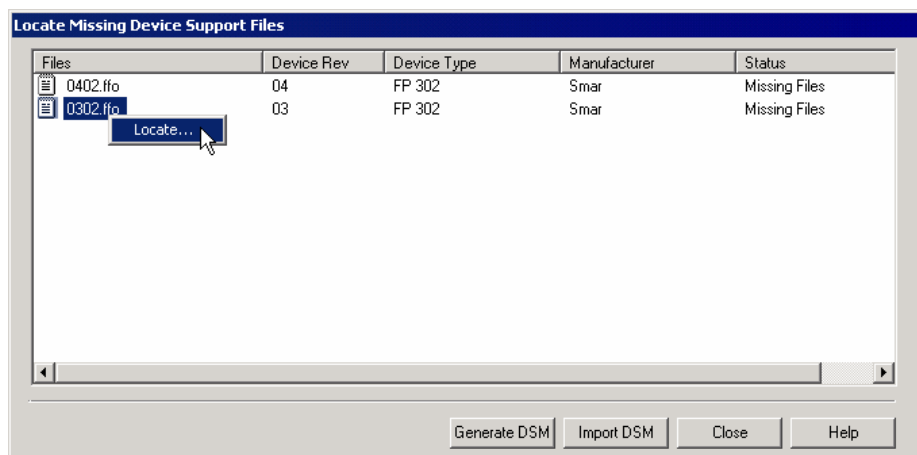 Locate Missing Device Support Files
Files Device Rev Device Type Manufacturer Status
0402.ffo 04 FP 302 Smar Missing Files
0302.ffo 03 FP 302 Smar Missing Files
Locate...
Generate DSM Import DSM Close Help